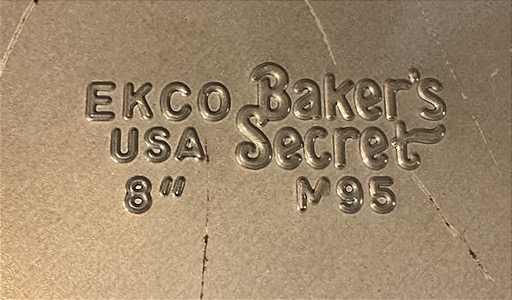 EKCO Baker's
USA Secret
8" M95